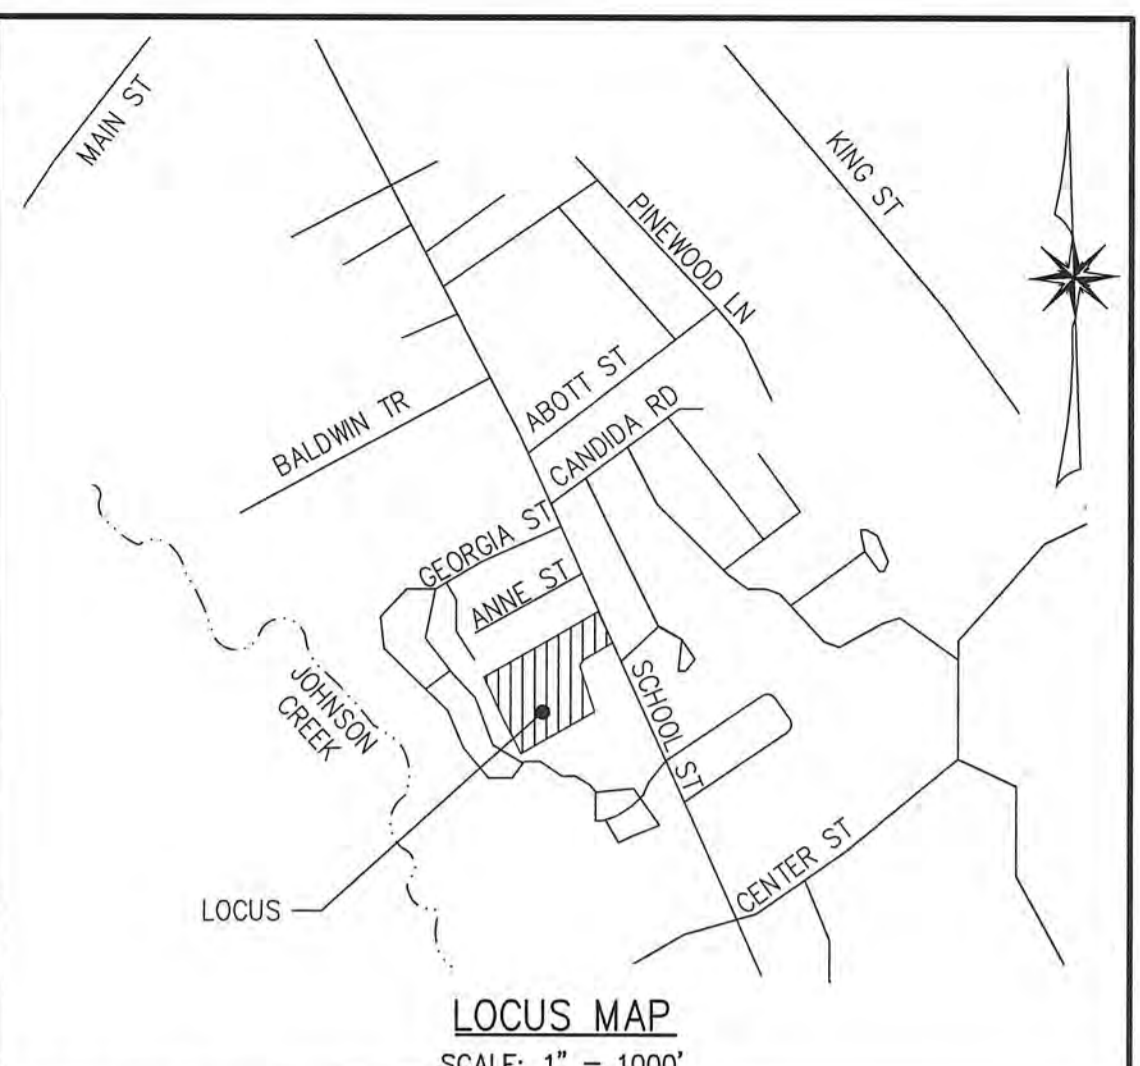 MAIN ST
KING ST
PINEWOOD LN
ABOTT ST
CANDIDA RD
BALDWIN TR
GEORGIA ST
ANNE ST
JOHNSON
CREEK
SCHOOL ST
CENTER ST
LOCUS
LOCUS MAP
SCALE: 1" = 1000'